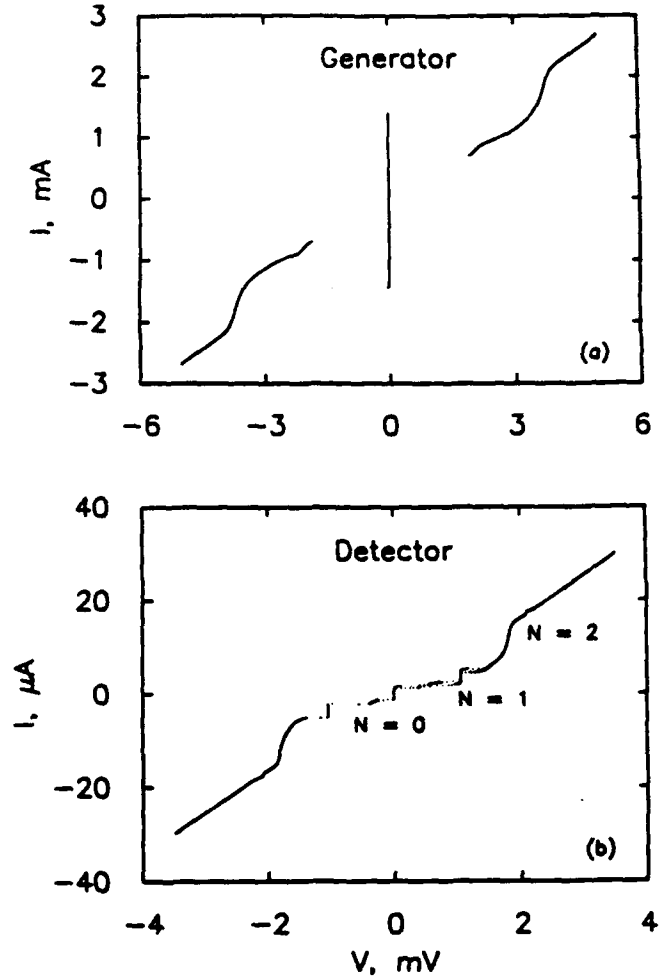 3
Generator
2
1
I, mA
0
−1
−2
(a)
−3
−6
−3
0
3
6
40
Detector
20
N = 2
I, μA
0
N = 1
N = 0
−20
(b)
−40
−4
−2
0
2
4
V, mV